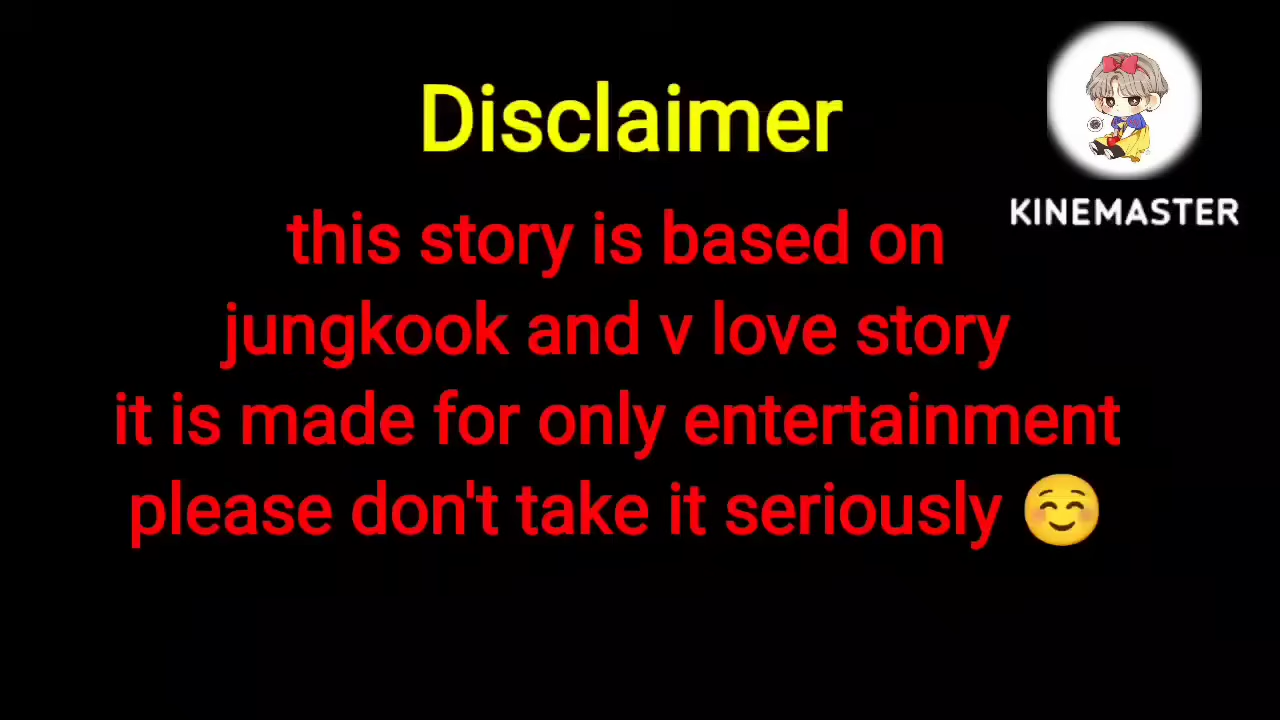 Disclaimer
KINEMASTER
this story is based on
jungkook and v love story
it is made for only entertainment
please don't take it seriously ☺️